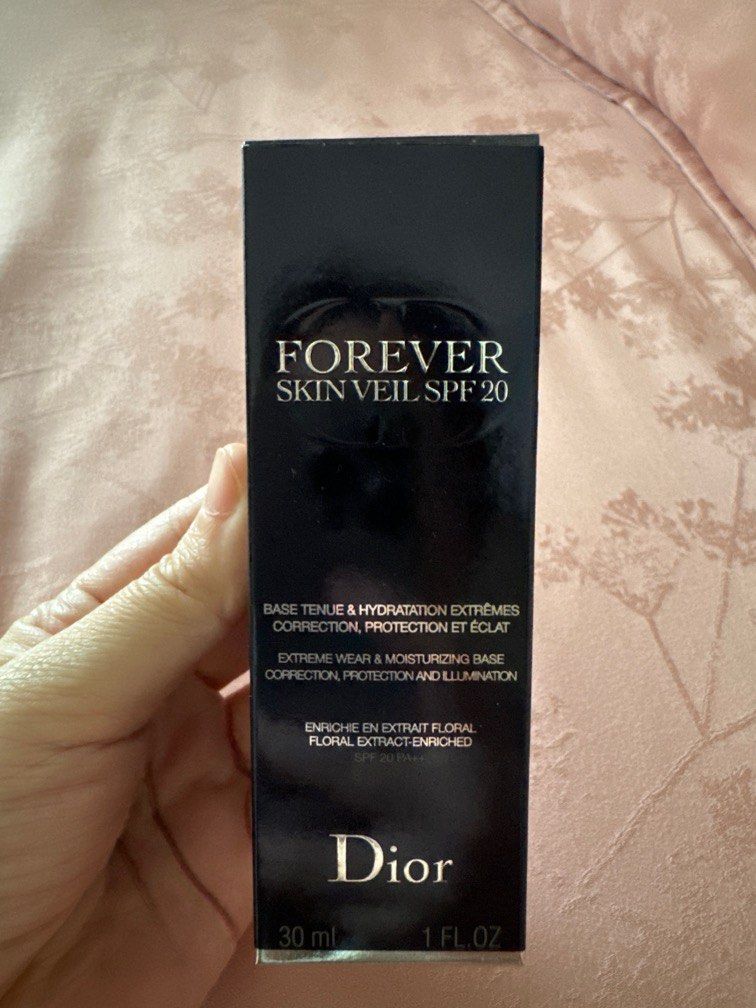 FOREVER
SKIN VEIL SPF 20
BASE TENUE & HYDRATATION EXTRÊMES
CORRECTION, PROTECTION ET ÉCLAT
EXTREME WEAR & MOISTURIZING BASE
CORRECTION, PROTECTION AND ILLUMINATION
ENRICHIE EN EXTRAIT FLORAL
FLORAL EXTRACT-ENRICHED
SPF 20 PA++
Dior
30 ml 1 FL.OZ